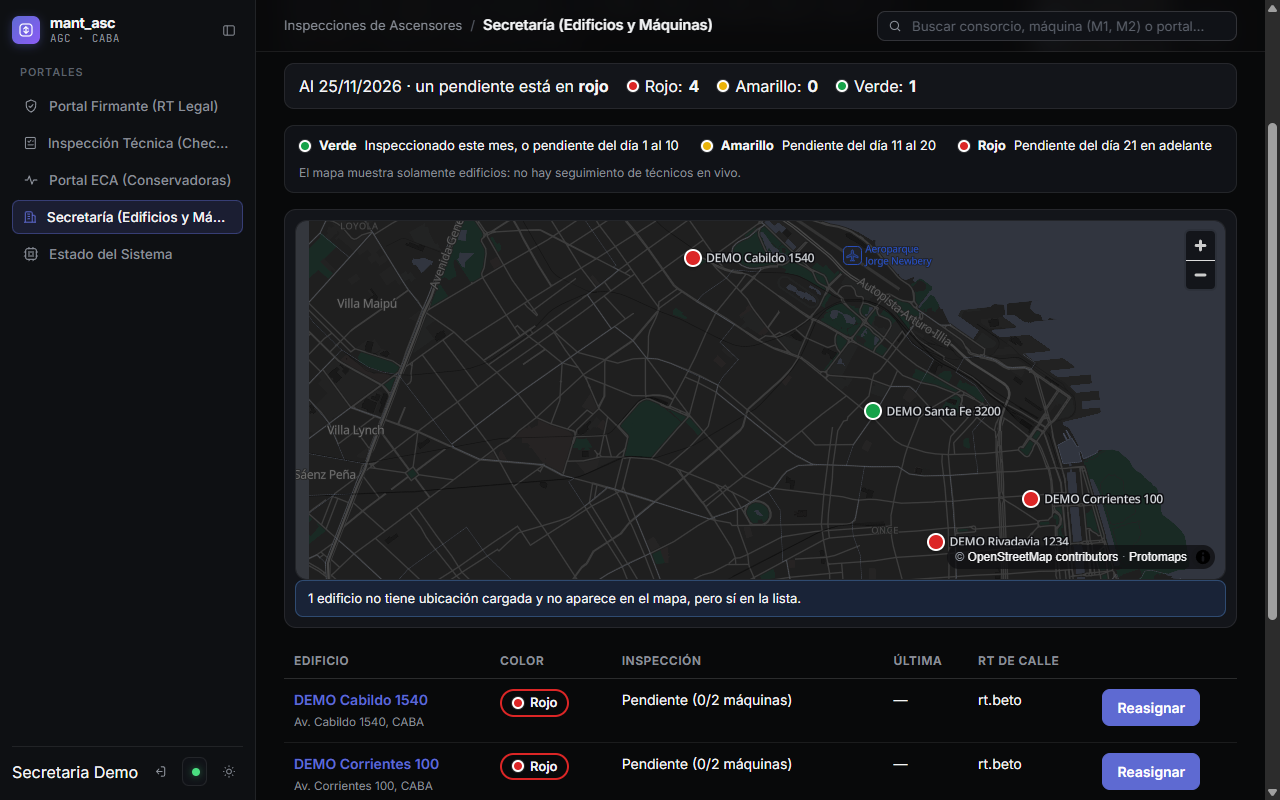 mant_asc
AGC · CABA
PORTALES
Portal Firmante (RT Legal)
Inspección Técnica (Chec...
Portal ECA (Conservadoras)
Secretaría (Edificios y Má...
Estado del Sistema
Secretaria Demo
Inspecciones de Ascensores / Secretaría (Edificios y Máquinas)
Buscar consorcio, máquina (M1, M2) o portal...
Al 25/11/2026 · un pendiente está en rojo Rojo: 4 Amarillo: 0 Verde: 1
Verde Inspeccionado este mes, o pendiente del día 1 al 10 Amarillo Pendiente del día 11 al 20 Rojo Pendiente del día 21 en adelante
El mapa muestra solamente edificios: no hay seguimiento de técnicos en vivo.
LOYOLA
Avenida Gene
DEMO Cabildo 1540
Aeroparque
Jorge Newbery
Autopista Arturo Illia
Villa Maipú
DEMO Santa Fe 3200
Villa Lynch
Sáenz Peña
DEMO Corrientes 100
ONCE
DEMO Rivadavia 1234
© OpenStreetMap contributors · Protomaps
1 edificio no tiene ubicación cargada y no aparece en el mapa, pero sí en la lista.
EDIFICIO COLOR INSPECCIÓN ÚLTIMA RT DE CALLE
DEMO Cabildo 1540 Rojo Pendiente (0/2 máquinas) — rt.beto Reasignar
Av. Cabildo 1540, CABA
DEMO Corrientes 100 Rojo Pendiente (0/2 máquinas) — rt.beto Reasignar
Av. Corrientes 100, CABA